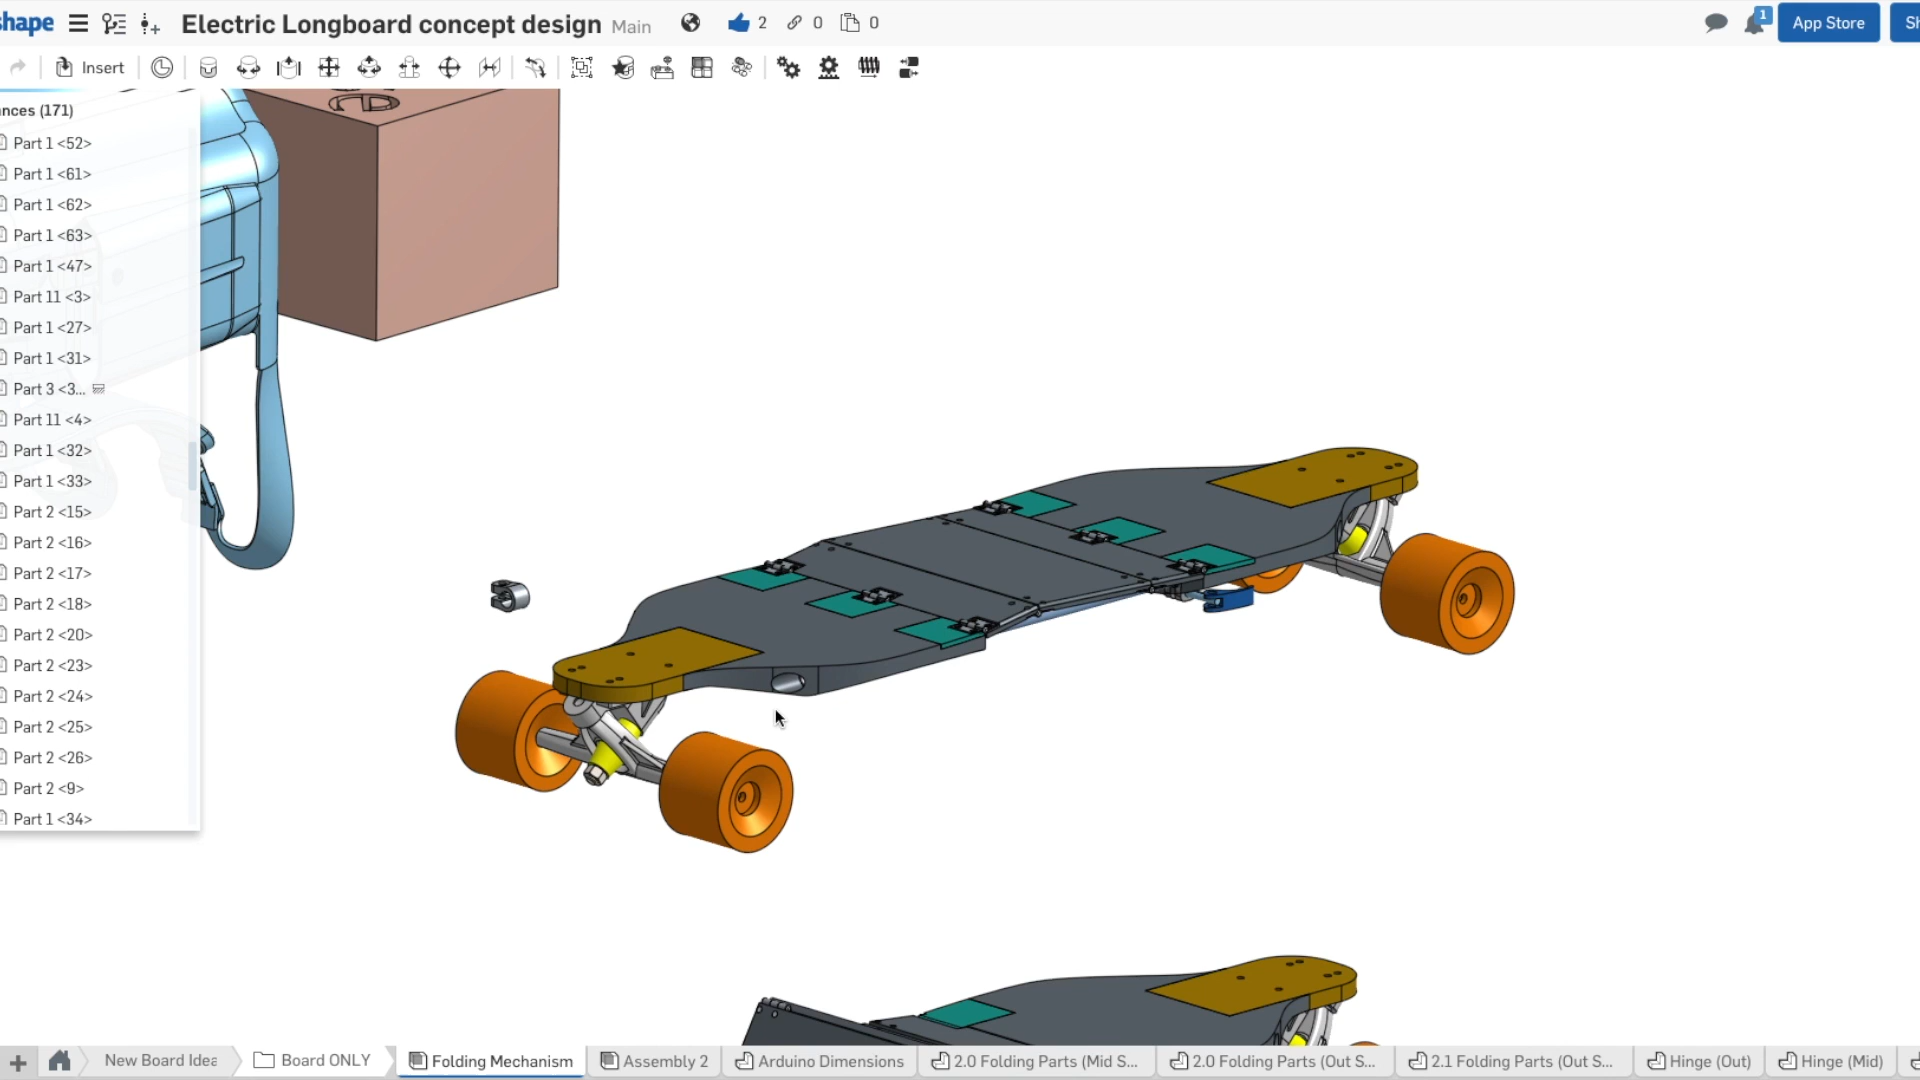 shape
Electric Longboard concept design Main 2 0 0 1 App Store Sh
Insert
nces (171)
Part 1 <52>
Part 1 <61>
Part 1 <62>
Part 1 <63>
Part 1 <47>
Part 11 <3>
Part 1 <27>
Part 1 <31>
Part 3 <3...
Part 11 <4>
Part 1 <32>
Part 1 <33>
Part 2 <15>
Part 2 <16>
Part 2 <17>
Part 2 <18>
Part 2 <20>
Part 2 <23>
Part 2 <24>
Part 2 <25>
Part 2 <26>
Part 2 <9>
Part 1 <34>
New Board Idea Board ONLY Folding Mechanism Assembly 2 Arduino Dimensions 2.0 Folding Parts (Mid S... 2.0 Folding Parts (Out S... 2.1 Folding Parts (Out S... Hinge (Out) Hinge (Mid)